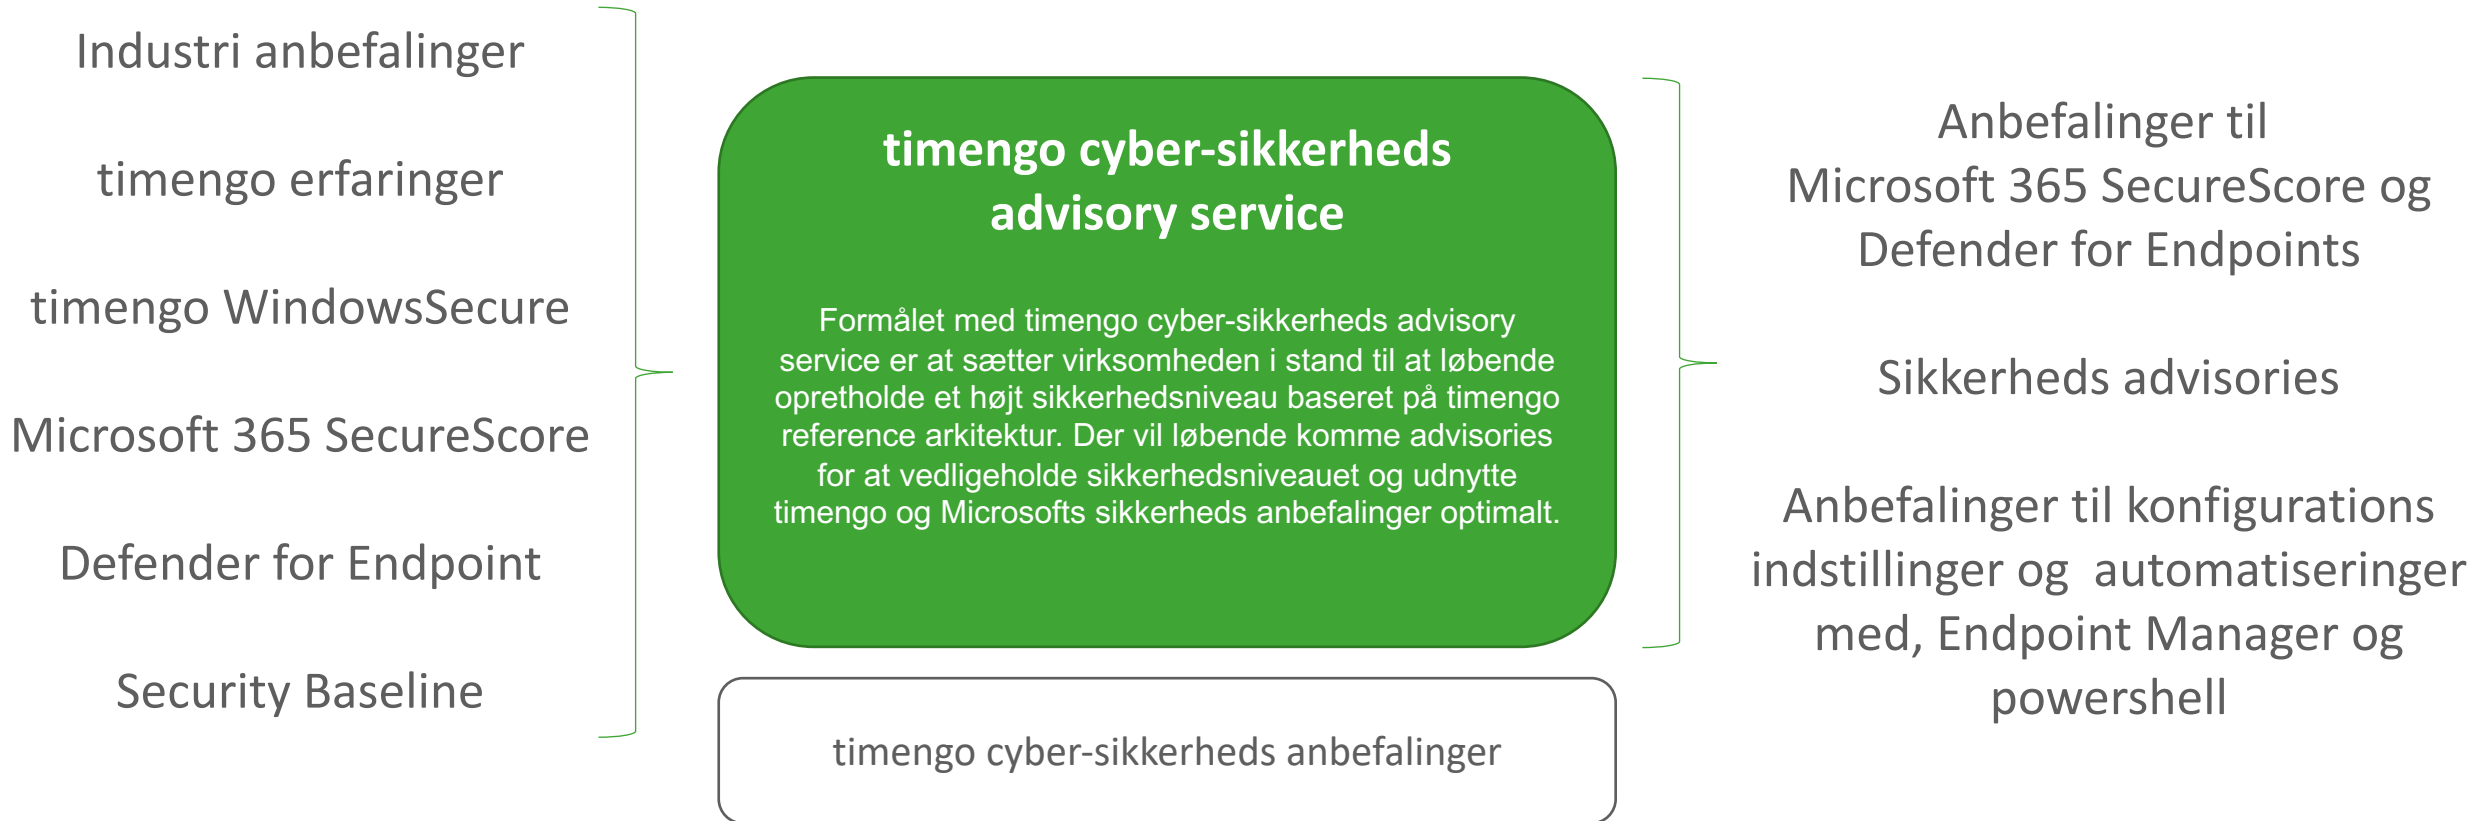 Industri anbefalinger
timengo erfaringer
timengo WindowsSecure
Microsoft 365 SecureScore
Defender for Endpoint
Security Baseline
timengo cyber-sikkerheds
advisory service
Formålet med timengo cyber-sikkerheds advisory
service er at sætter virksomheden i stand til at løbende
opretholde et højt sikkerhedsniveau baseret på timengo
reference arkitektur. Der vil løbende komme advisories
for at vedligeholde sikkerhedsniveauet og udnytte
timengo og Microsofts sikkerheds anbefalinger optimalt.
timengo cyber-sikkerheds anbefalinger
Anbefalinger til
Microsoft 365 SecureScore og
Defender for Endpoints
Sikkerheds advisories
Anbefalinger til konfigurations
indstillinger og  automatiseringer
med, Endpoint Manager og
powershell